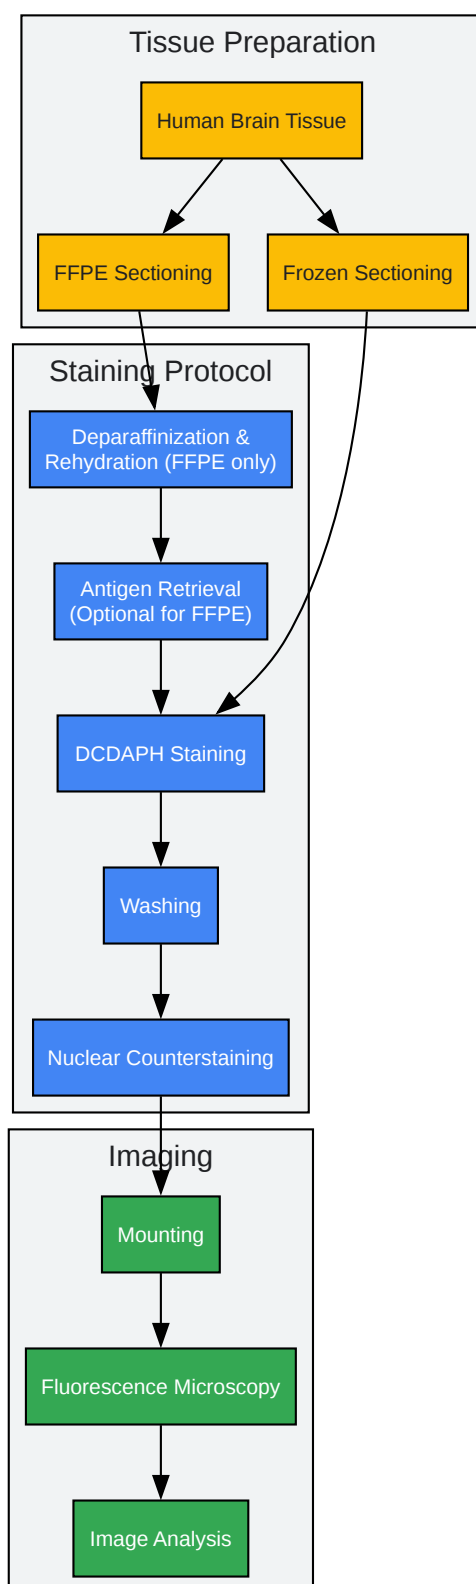 Tissue Preparation
Human Brain Tissue
FFPE Sectioning
Frozen Sectioning
Staining Protocol
Deparaffinization &
Rehydration (FFPE only)
Antigen Retrieval
(Optional for FFPE)
DCDAPH Staining
Washing
Nuclear Counterstaining
Imaging
Mounting
Fluorescence Microscopy
Image Analysis